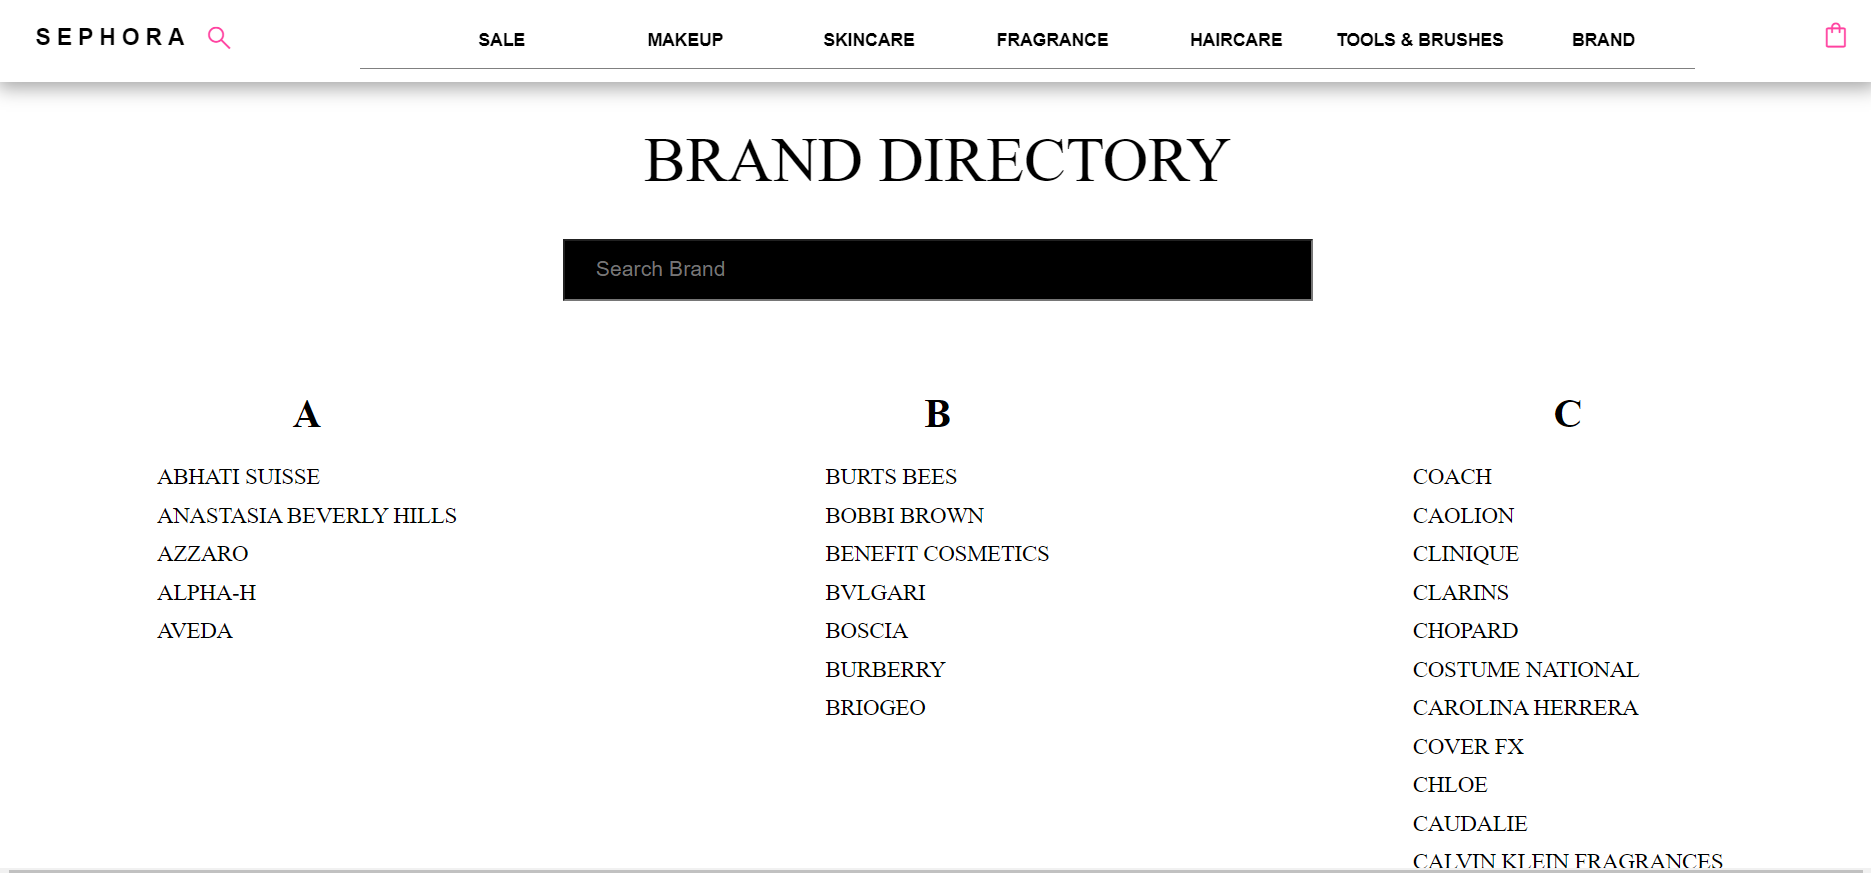 SEPHORA
SALE MAKEUP SKINCARE FRAGRANCE HAIRCARE TOOLS & BRUSHES BRAND
BRAND DIRECTORY
Search Brand
A
ABHATI SUISSE
ANASTASIA BEVERLY HILLS
AZZARO
ALPHA-H
AVEDA
B
BURTS BEES
BOBBI BROWN
BENEFIT COSMETICS
BVLGARI
BOSCIA
BURBERRY
BRIOGEO
C
COACH
CAOLION
CLINIQUE
CLARINS
CHOPARD
COSTUME NATIONAL
CAROLINA HERRERA
COVER FX
CHLOE
CAUDALIE
CALVIN KLEIN FRAGRANCES